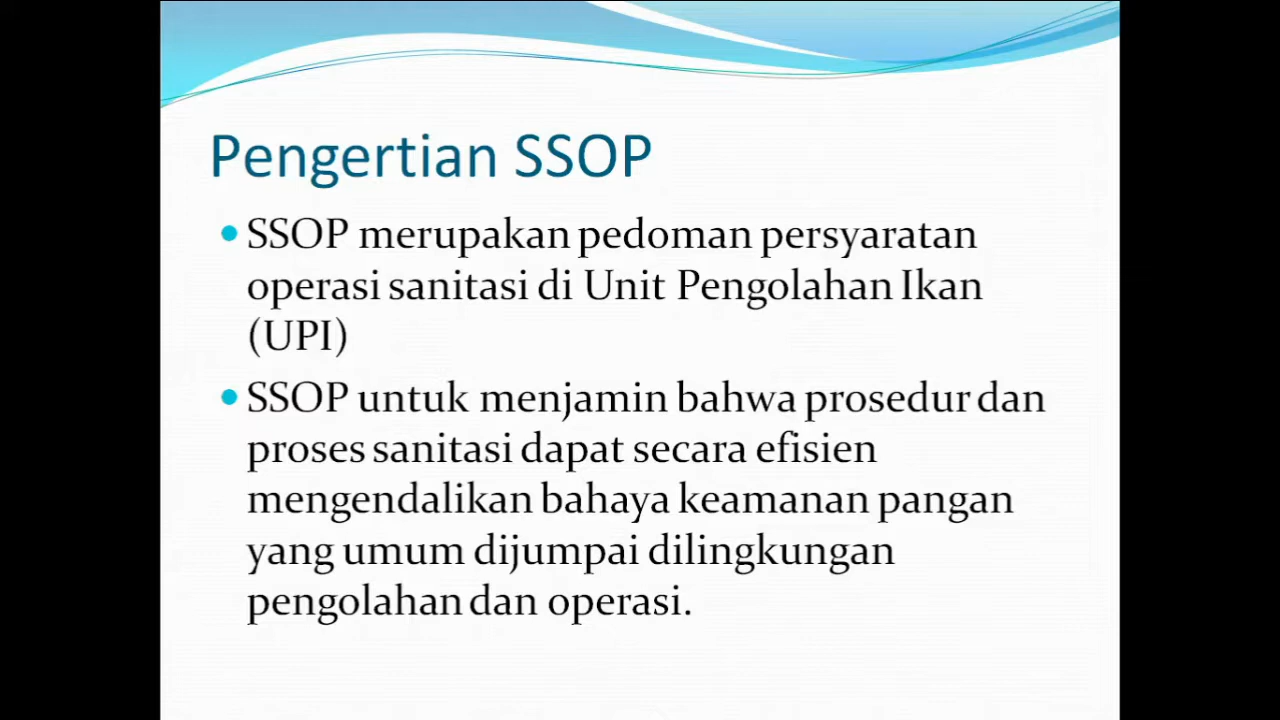 Pengertian SSOP
• SSOP merupakan pedoman persyaratan
operasi sanitasi di Unit Pengolahan Ikan
(UPI)
• SSOP untuk menjamin bahwa prosedur dan
proses sanitasi dapat secara efisien
mengendalikan bahaya keamanan pangan
yang umum dijumpai dilingkungan
pengolahan dan operasi.